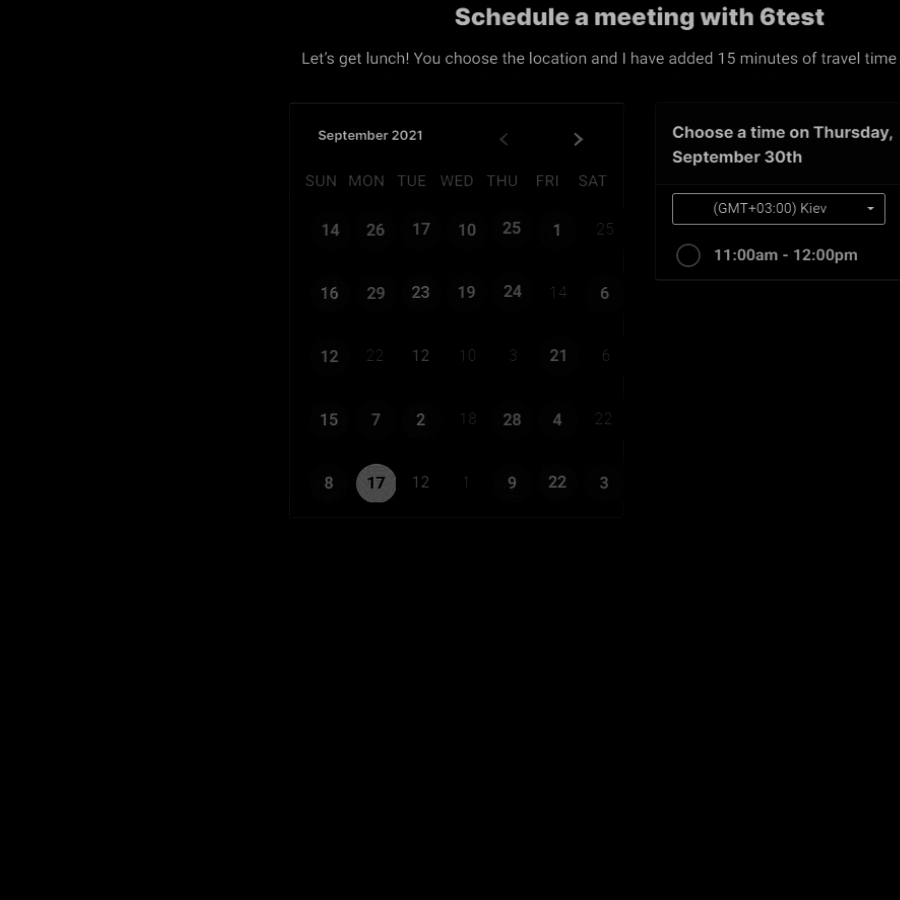 Schedule a meeting with 6test
Let's get lunch! You choose the location and I have added 15 minutes of travel time
September 2021
SUN MON TUE WED THU FRI SAT
14 26 17 10 25 1 25
16 29 23 19 24 14 6
12 22 12 10 3 21 6
15 7 2 18 28 4 22
8 17 12 1 9 22 3
Choose a time on Thursday,
September 30th
(GMT+03:00) Kiev
11:00am - 12:00pm